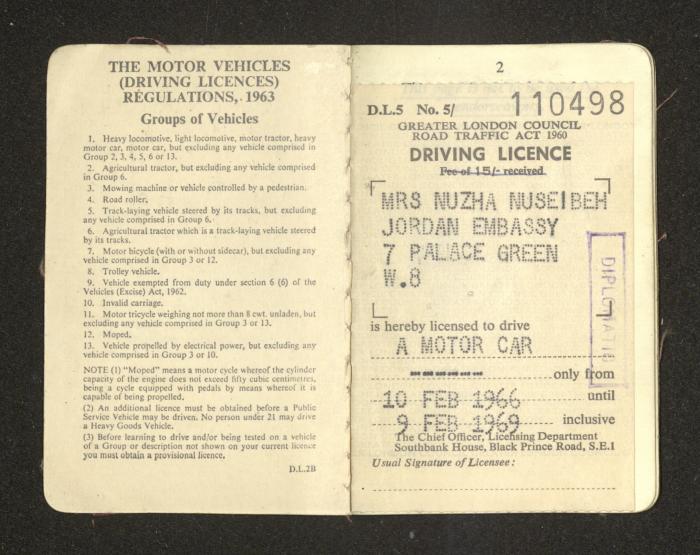 THE MOTOR VEHICLES
(DRIVING LICENCES)
REGULATIONS, 1963
Groups of Vehicles
1. Heavy locomotive, light locomotive, motor tractor, heavy
motor car, motor car, but excluding any vehicle comprised in
Group 2, 3, 4, 5, 6 or 13.
2. Agricultural tractor, but excluding any vehicle comprised
in Group 6.
3. Mowing machine or vehicle controlled by a pedestrian.
4. Road roller.
5. Track-laying vehicle steered by its tracks, but excluding
any vehicle comprised in Group 6.
6. Agricultural tractor which is a track-laying vehicle steered
by its tracks.
7. Motor bicycle (with or without sidecar), but excluding any
vehicle comprised in Group 3 or 12.
8. Trolley vehicle.
9. Vehicle exempted from duty under section 6 (6) of the
Vehicles (Excise) Act, 1962.
10. Invalid carriage.
11. Motor tricycle weighing not more than 8 cwt. unladen, but
excluding any vehicle comprised in Group 3 or 13.
12. Moped.
13. Vehicle propelled by electrical power, but excluding any
vehicle comprised in Group 3 or 10.
NOTE (1) "Moped" means a motor cycle whereof the cylinder
capacity of the engine does not exceed fifty cubic centimetres,
being a cycle equipped with pedals by means whereof it is
capable of being propelled.
(2) An additional licence must be obtained before a Public
Service Vehicle may be driven. No person under 21 may drive
a Heavy Goods Vehicle.
(3) Before learning to drive and/or being tested on a vehicle
of a Group or description not shown on your current licence
you must obtain a provisional licence.
D.L.2B
2
D.L.5 No. 5/ 110498
GREATER LONDON COUNCIL
ROAD TRAFFIC ACT 1960
DRIVING LICENCE
Fee of 15/- received
MRS NUZHA NUSEIBEH
JORDAN EMBASSY
7 PALACE GREEN
W.8
DIPLOMATIC
is hereby licensed to drive
A MOTOR CAR
only from
10 FEB 1966 until
9 FEB 1969 inclusive
The Chief Officer, Licensing Department
Southbank House, Black Prince Road, S.E.1
Usual Signature of Licensee: